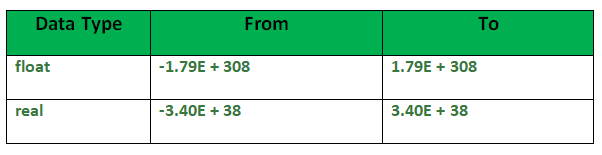 Data Type From To
float -1.79E + 308 1.79E + 308
real -3.40E + 38 3.40E + 38